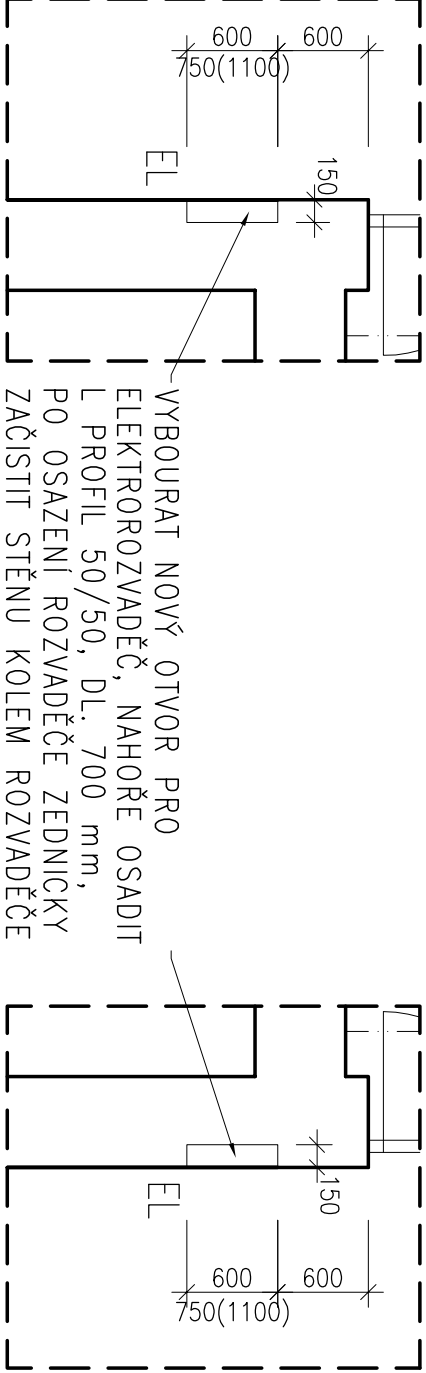 600 600
750(1100)
EL
150
VYBOURAT NOVÝ OTVOR PRO
ELEKTROROZVADĚČ, NAHOŘE OSADIT
L PROFIL 50/50, DL. 700 mm,
PO OSAZENÍ ROZVADĚČE ZEDNICKY
ZAČISTIT STĚNU KOLEM ROZVADĚČE
150
EL
600 600
750(1100)